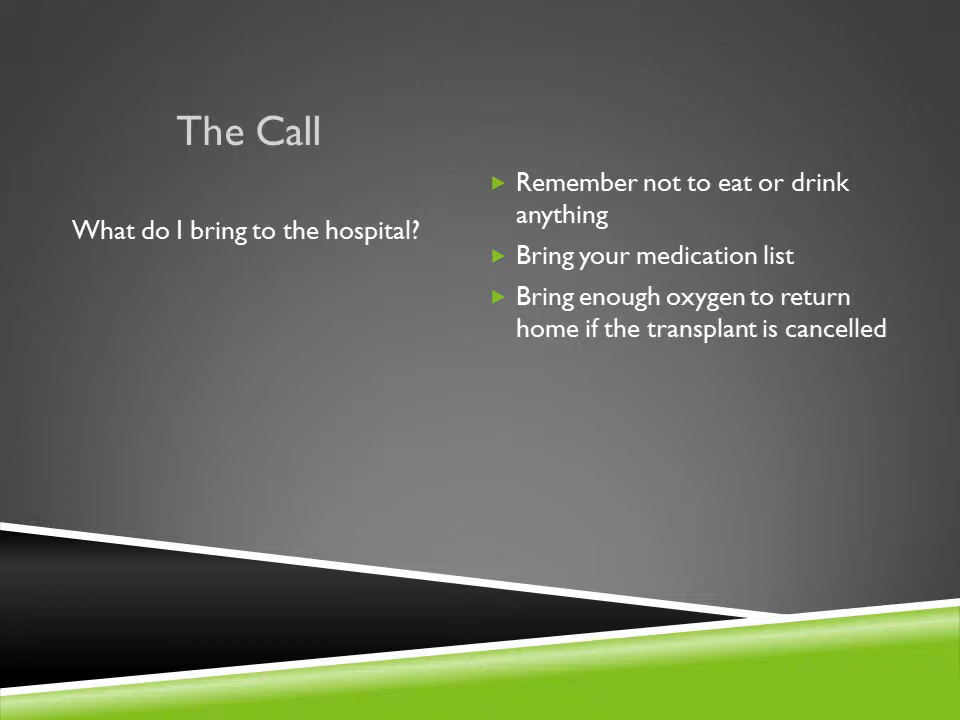 The Call
What do I bring to the hospital?
Remember not to eat or drink
anything
Bring your medication list
Bring enough oxygen to return
home if the transplant is cancelled